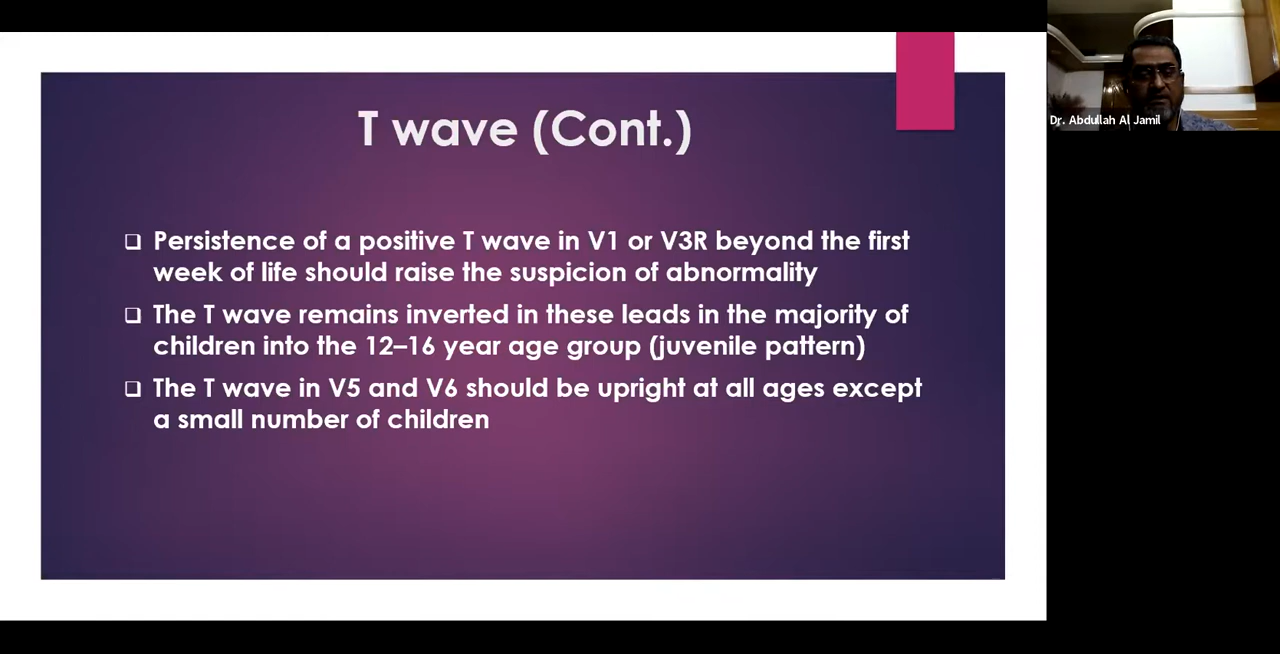 T wave (Cont.)
❑ Persistence of a positive T wave in V1 or V3R beyond the first
week of life should raise the suspicion of abnormality
❑ The T wave remains inverted in these leads in the majority of
children into the 12–16 year age group (juvenile pattern)
❑ The T wave in V5 and V6 should be upright at all ages except
a small number of children
Dr. Abdullah Al Jamil